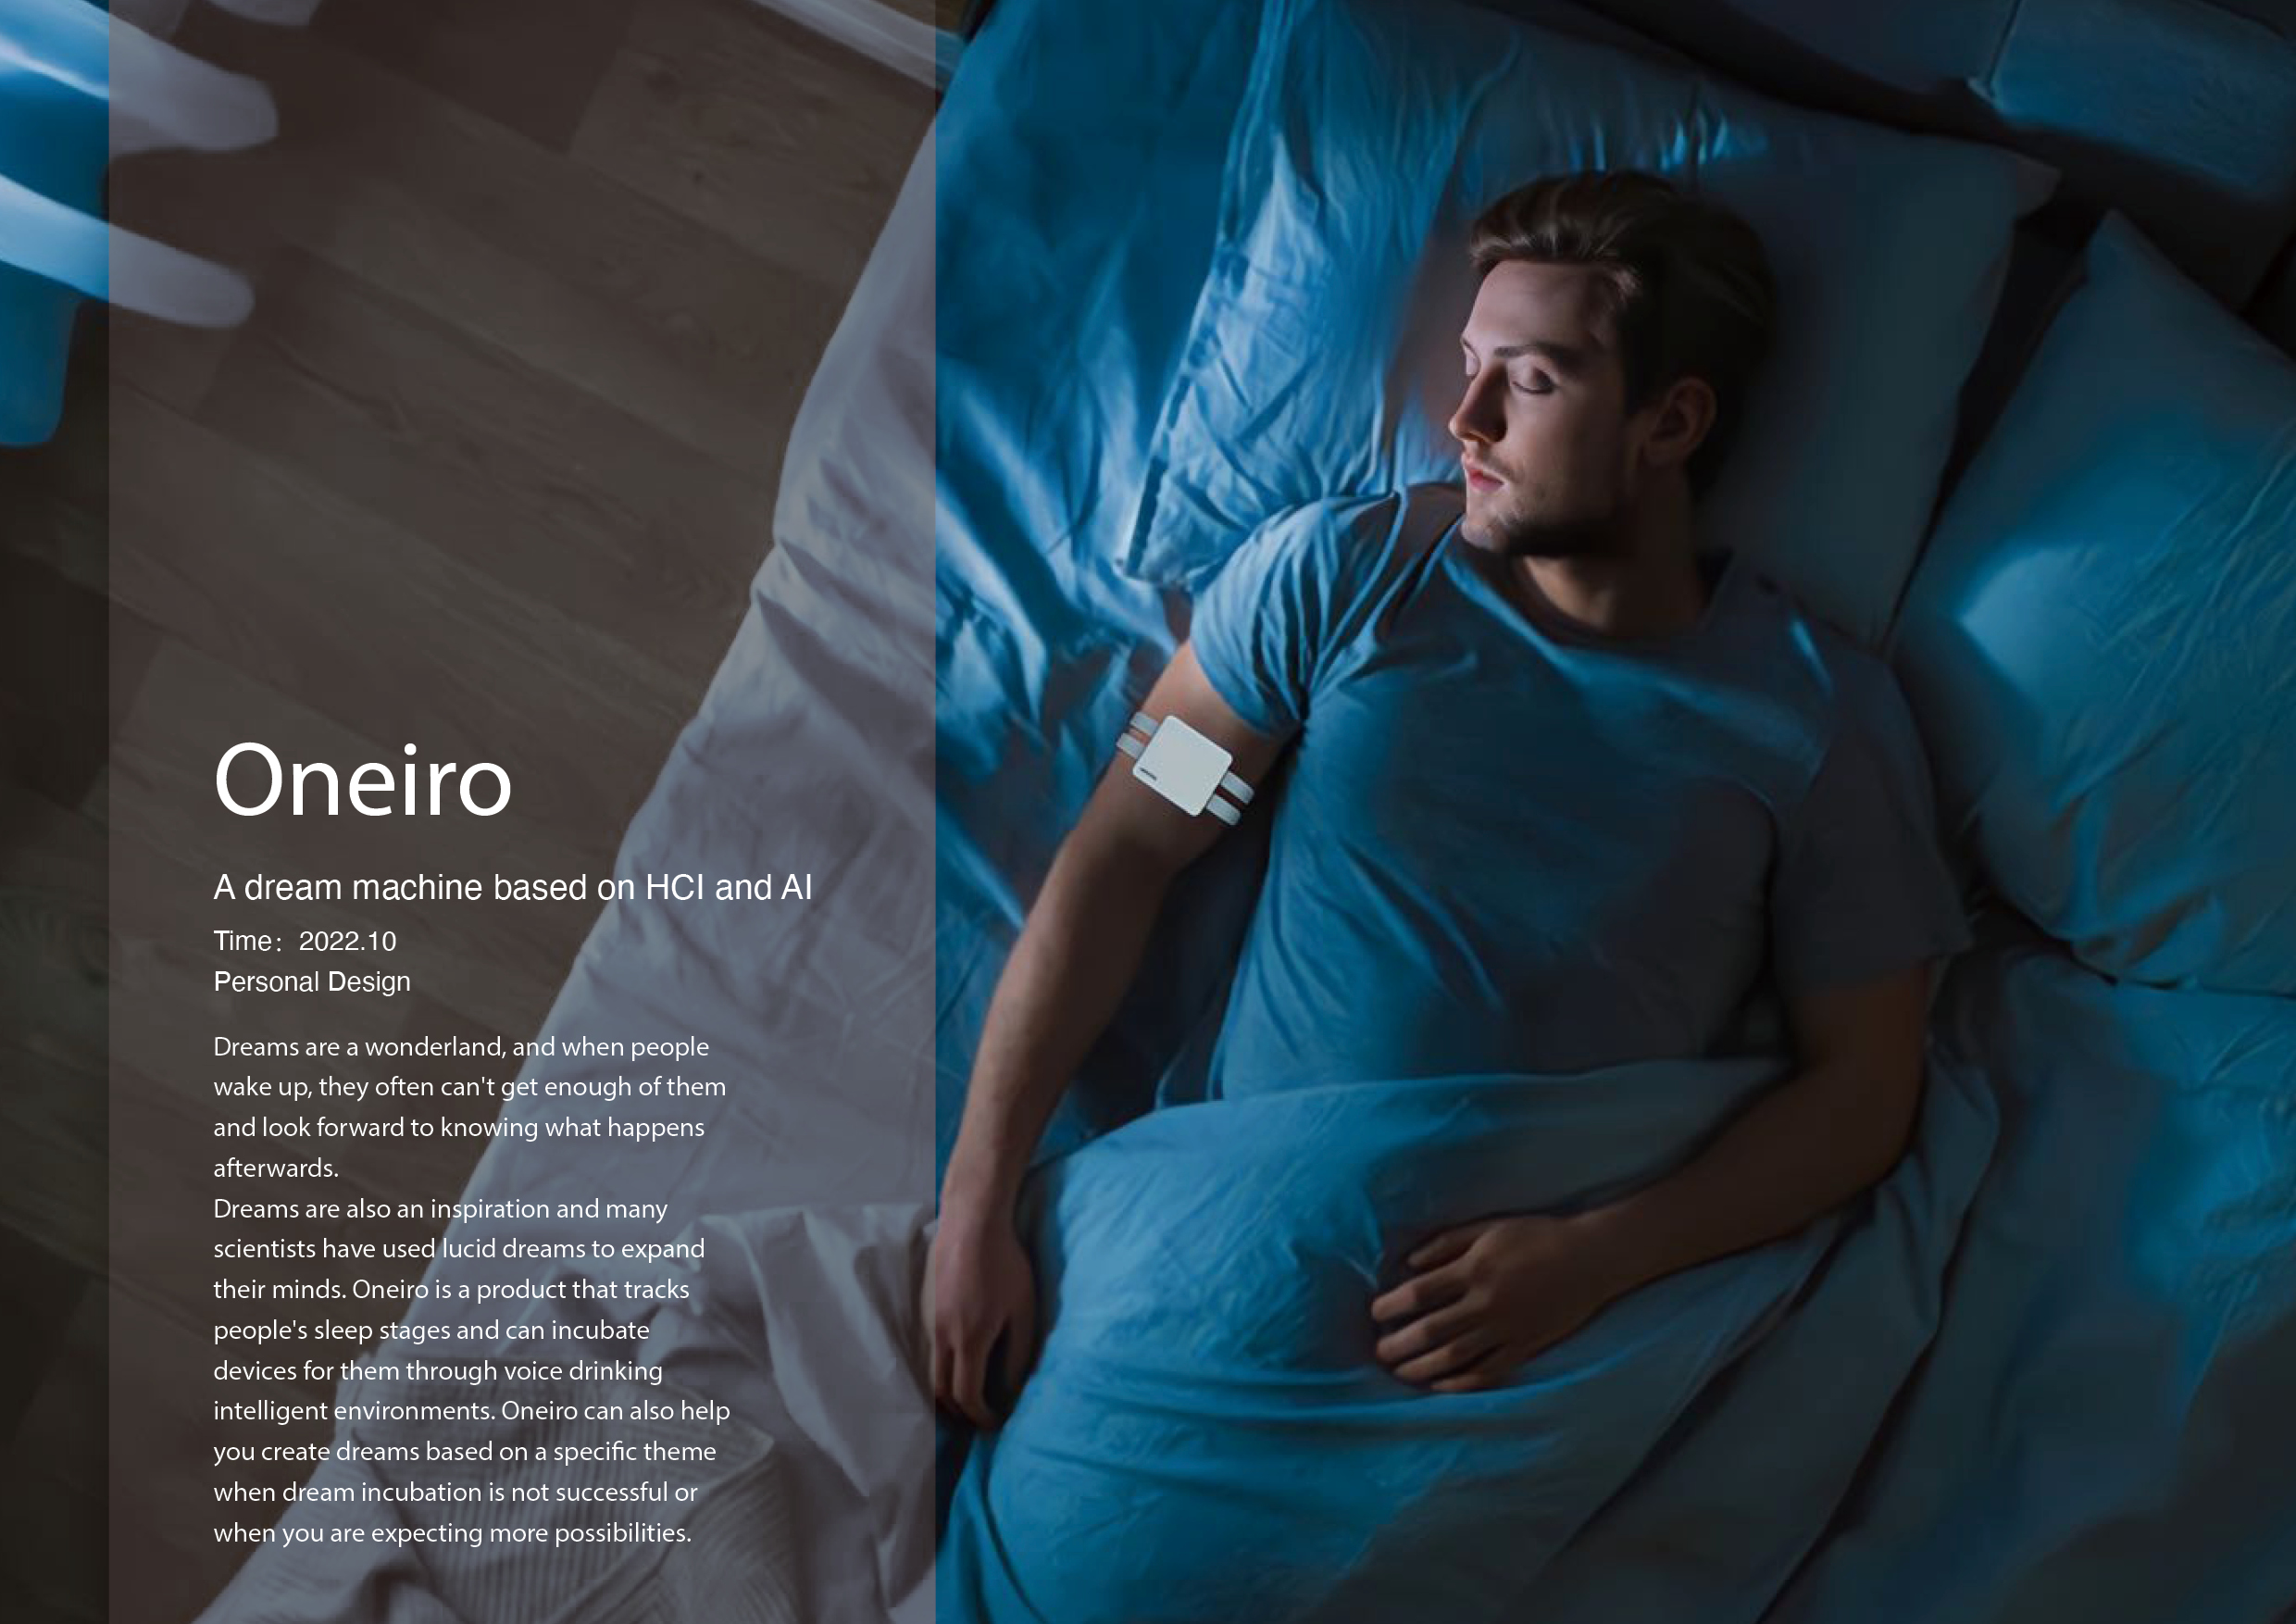 Oneiro
A dream machine based on HCI and AI
Time：2022.10
Personal Design
Dreams are a wonderland, and when people
wake up, they often can't get enough of them
and look forward to knowing what happens
afterwards.
Dreams are also an inspiration and many
scientists have used lucid dreams to expand
their minds. Oneiro is a product that tracks
people's sleep stages and can incubate
devices for them through voice drinking
intelligent environments. Oneiro can also help
you create dreams based on a specific theme
when dream incubation is not successful or
when you are expecting more possibilities.